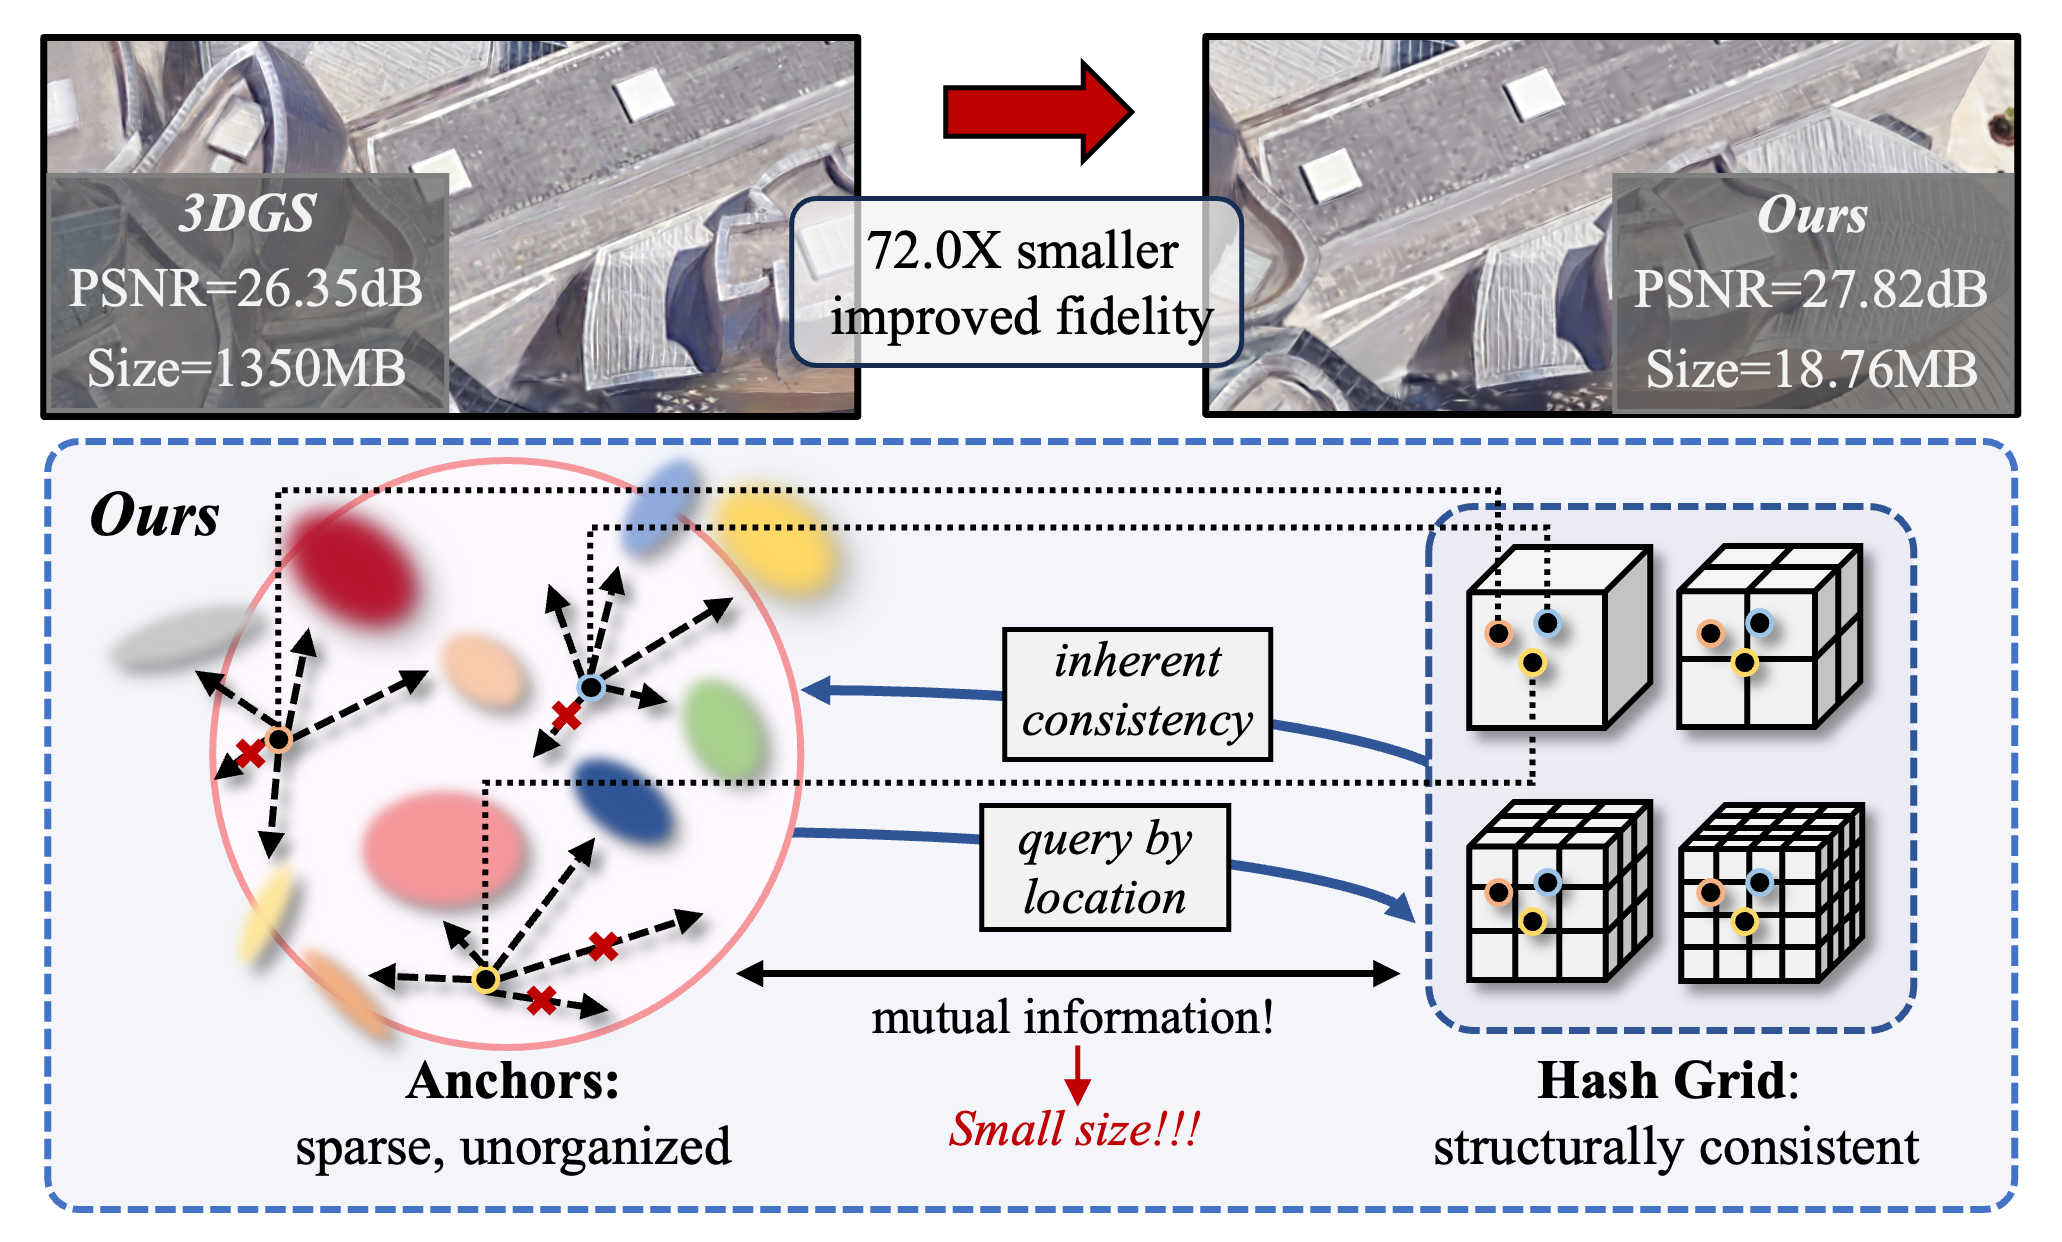 3DGS
PSNR=26.35dB
Size=1350MB
72.0X smaller
improved fidelity
Ours
PSNR=27.82dB
Size=18.76MB
Ours
inherent
consistency
query by
location
mutual information!
Small size!!!
Anchors:
sparse, unorganized
Hash Grid:
structurally consistent